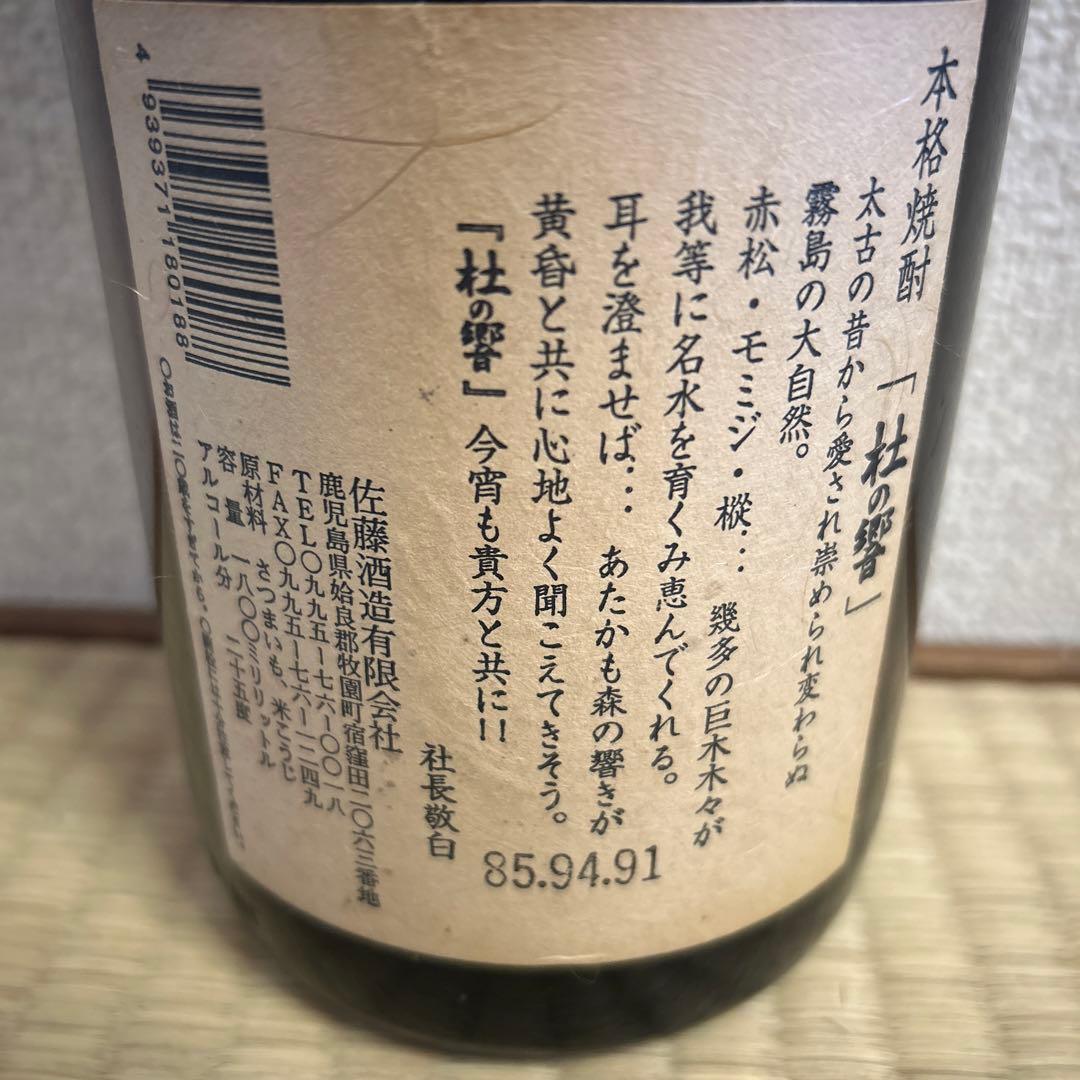 本格焼酎「杜の響」
太古の昔から愛され崇められ変わらぬ
霧島の大自然。
赤松・モミジ・樅… 幾多の巨木木々が
我等に名水を育くみ恵んでくれる。
耳を澄ませば… あたかも森の響きが
黄昏と共に心地よく聞こえてきそう。
『杜の響』今宵も貴方と共に!!
社長敬白
85.94.91
佐藤酒造有限会社
鹿児島県姶良郡牧園町宿窪田二〇六三番地
TEL〇九九五-七六-〇〇一八
FAX〇九九五-七六-一二四九
原材料 さつまいも、米こうじ
容量 一八〇〇ミリリットル
アルコール分 二十五度
4 939371 180188